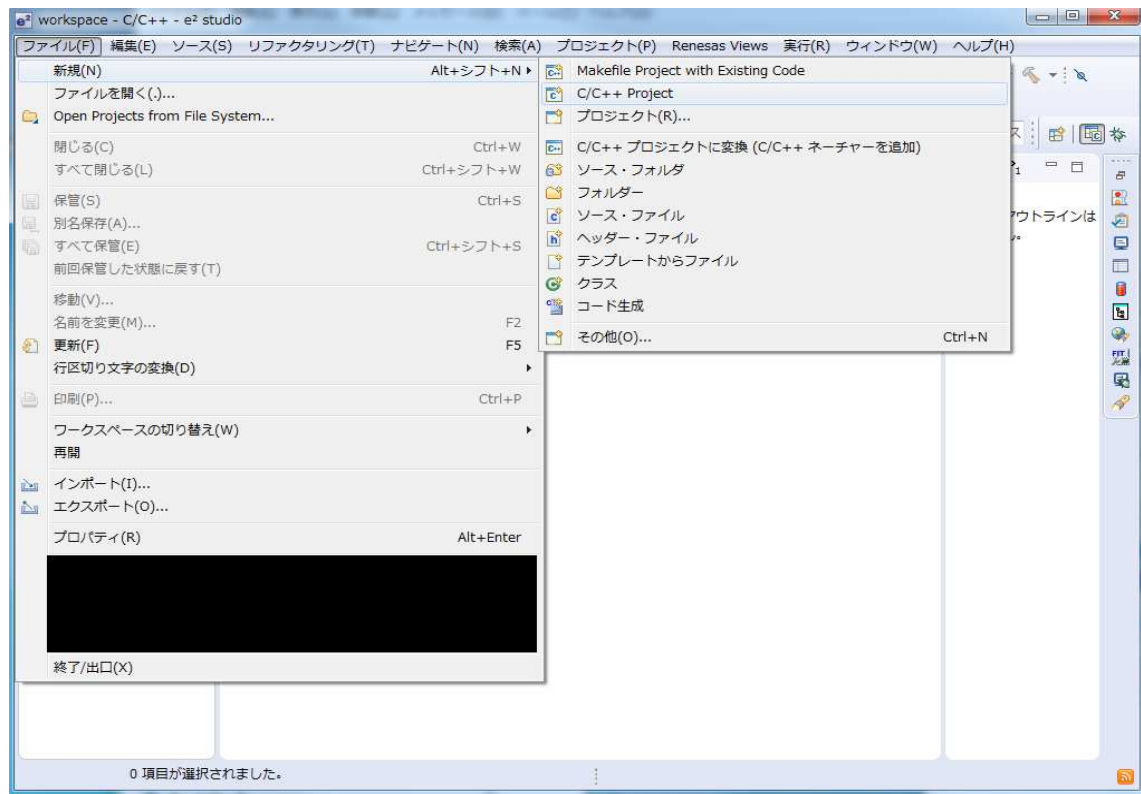 workspace - C/C++ - e² studio
ファイル(F) 編集(E) ソース(S) リファクタリング(T) ナビゲート(N) 検索(A) プロジェクト(P) Renesas Views 実行(R) ウィンドウ(W) ヘルプ(H)
新規(N) Alt+シフト+N
ファイルを開く(.)...
Open Projects from File System...
閉じる(C) Ctrl+W
すべて閉じる(L) Ctrl+シフト+W
保管(S) Ctrl+S
別名保存(A)...
すべて保管(E) Ctrl+シフト+S
前回保管した状態に戻す(T)
移動(V)...
名前を変更(M)... F2
更新(F) F5
行区切り文字の変換(D)
印刷(P)... Ctrl+P
ワークスペースの切り替え(W)
再開
インポート(I)...
エクスポート(O)...
プロパティ(R) Alt+Enter
終了/出口(X)
Makefile Project with Existing Code
C/C++ Project
プロジェクト(R)...
C/C++ プロジェクトに変換 (C/C++ ネーチャーを追加)
ソース・フォルダ
フォルダー
ソース・ファイル
ヘッダー・ファイル
テンプレートからファイル
クラス
コード生成
その他(O)... Ctrl+N
ス
アウトラインは
0 項目が選択されました。